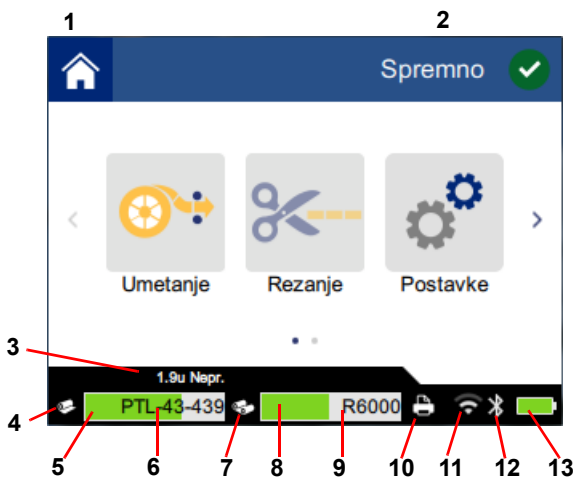 1 2
Spremno
Umetanje Rezanje Postavke
3
1.9u Nepr.
4 PTL-43-439 R6000
5 6 7 8 9 10 11 12 13